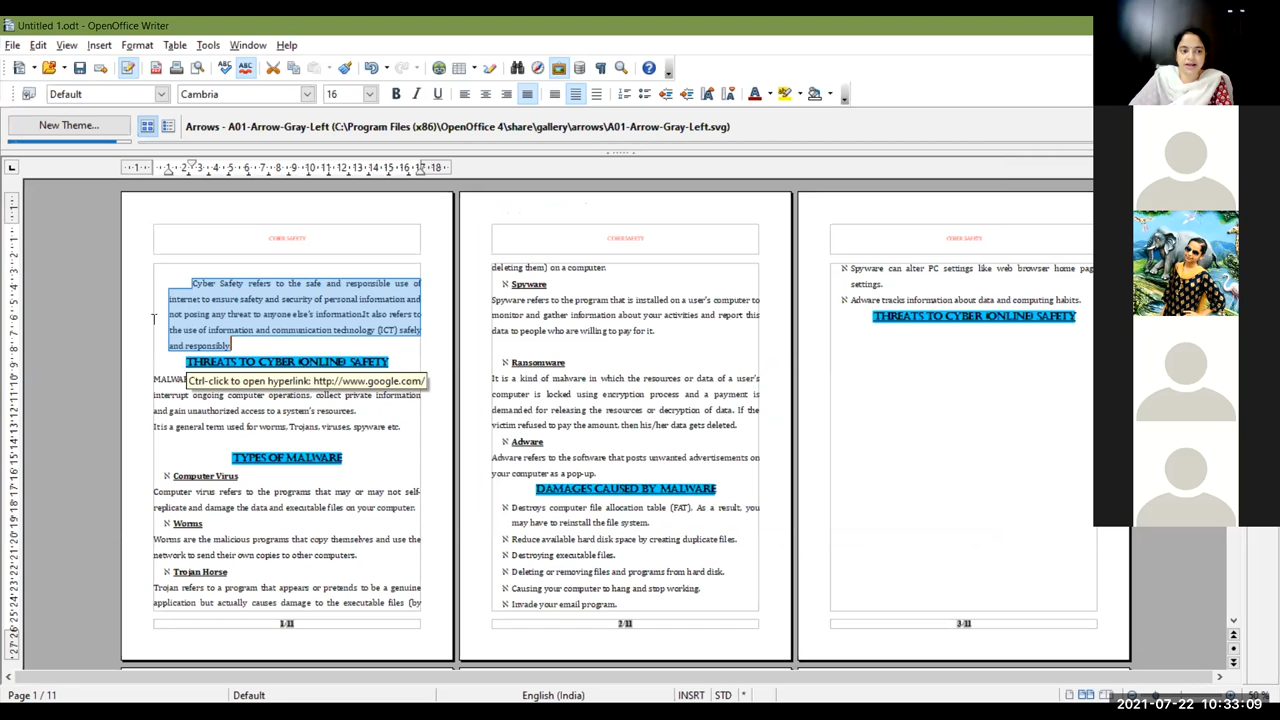 Untitled 1.odt - OpenOffice Writer
File Edit View Insert Format Table Tools Window Help
Default Cambria 16
New Theme... Arrows - A01-Arrow-Gray-Left (C:\Program Files (x86)\OpenOffice 4\share\gallery\arrows\A01-Arrow-Gray-Left.svg)
CYBER SAFETY
Cyber Safety refers to the safe and responsible use of
internet to ensure safety and security of personal information and
not posing any threat to anyone else's information.It also refers to
the use of information and communication technology (ICT) safely
and responsibly
THREATS TO CYBER (ONLINE) SAFETY
MALWAR
Ctrl-click to open hyperlink: http://www.google.com/
interrupt ongoing computer operations, collect private information
and gain unauthorized access to a system's resources.
It is a general term used for worms, Trojans, viruses, spyware etc.
TYPES OF MALWARE
Computer Virus
Computer virus refers to the programs that may or may not self-
replicate and damage the data and executable files on your computer.
Worms
Worms are the malicious programs that copy themselves and use the
network to send their own copies to other computers.
Trojan Horse
Trojan refers to a program that appears or pretends to be a genuine
application but actually causes damage to the executable files (by
1/11
CYBER SAFETY
deleting them) on a computer.
Spyware
Spyware refers to the program that is installed on a user's computer to
monitor and gather information about your activities and report this
data to people who are willing to pay for it.
Ransomware
It is a kind of malware in which the resources or data of a user's
computer is locked using encryption process and a payment is
demanded for releasing the resources or decryption of data. If the
victim refused to pay the amount, then his/her data gets deleted.
Adware
Adware refers to the software that posts unwanted advertisements on
your computer as a pop-up.
DAMAGES CAUSED BY MALWARE
Destroys computer file allocation table (FAT). As a result, you
may have to reinstall the file system.
Reduce available hard disk space by creating duplicate files.
Destroying executable files.
Deleting or removing files and programs from hard disk.
Causing your computer to hang and stop working.
Invade your email program.
2/11
CYBER SAFETY
Spyware can alter PC settings like web browser home pag
settings.
Adware tracks information about data and computing habits.
THREATS TO CYBER (ONLINE) SAFETY
3/11
Page 1 / 11 Default English (India) INSRT STD * 50 %
2021-07-22 10:33:09